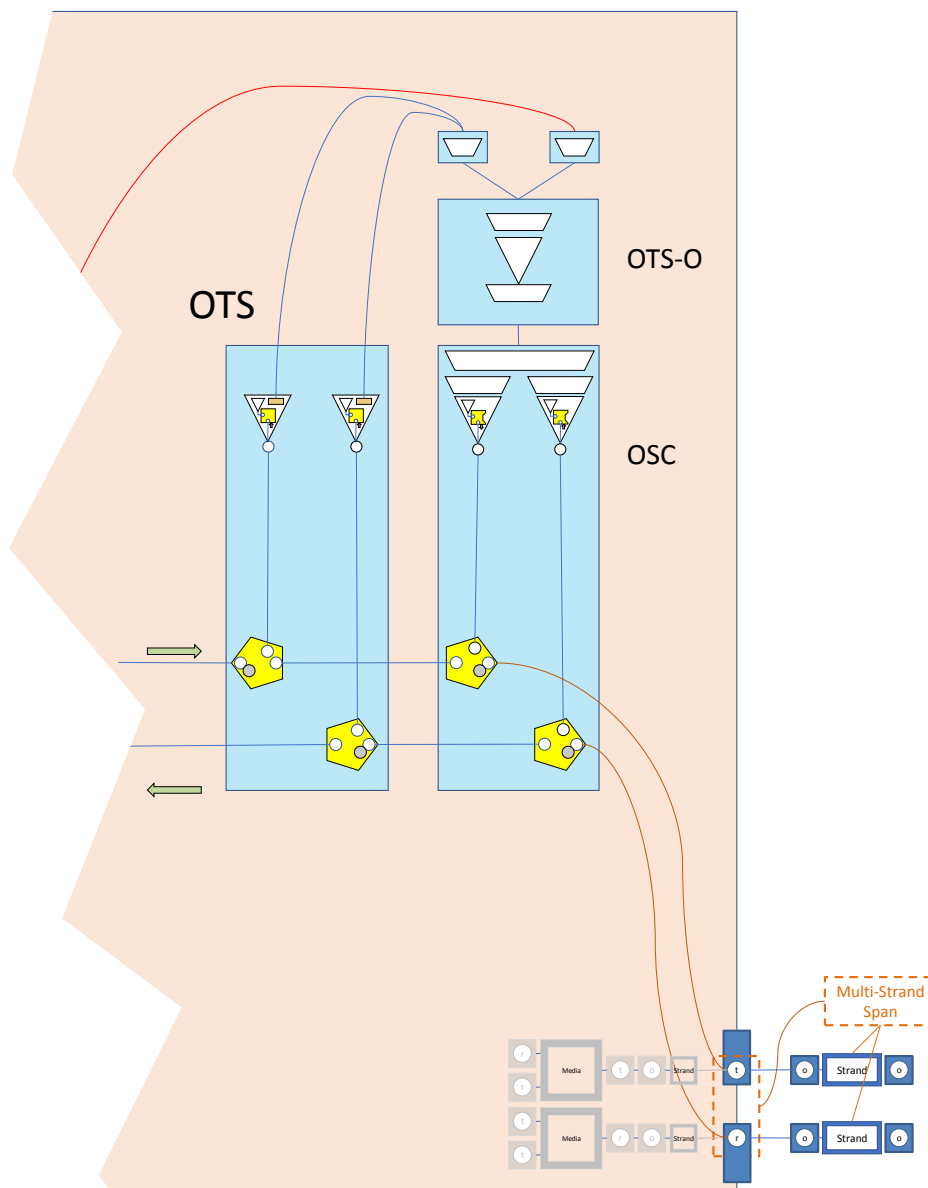 OTS-O
OTS
OSC
Multi-Strand
Span
r
Media
t
o
Strand
t
o
Strand
o
r
t
Media
r
o
Strand
r
o
Strand
o
t